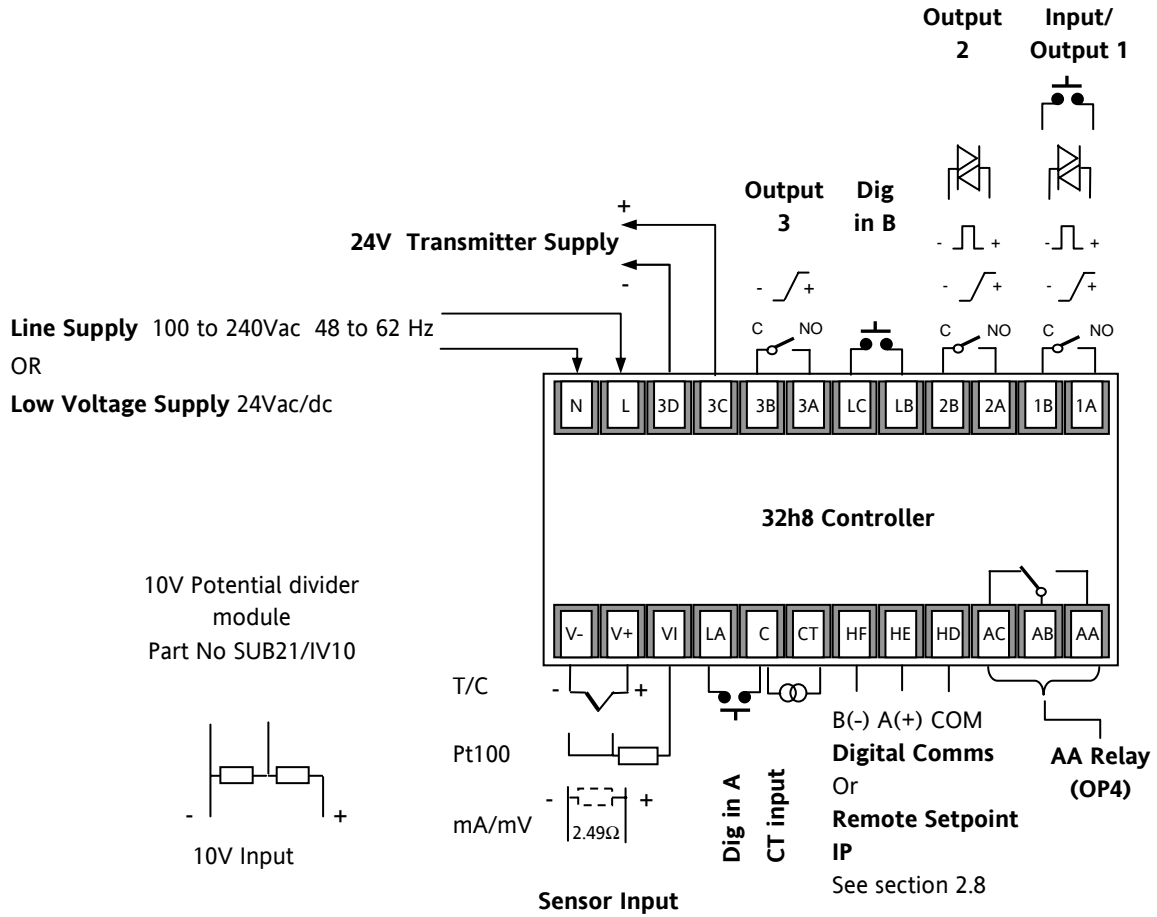 Output
2
Input/
Output 1
Output
3
Dig
in B
+
24V Transmitter Supply
-
- +
- +
- +
- +
- +
C NO
C NO
C NO
Line Supply 100 to 240Vac 48 to 62 Hz
OR
Low Voltage Supply 24Vac/dc
N L 3D 3C 3B 3A LC LB 2B 2A 1B 1A
32h8 Controller
V- V+ VI LA C CT HF HE HD AC AB AA
10V Potential divider
module
Part No SUB21/IV10
- +
10V Input
T/C
- +
Pt100
mA/mV
- +
2.49Ω
Sensor Input
Dig in A
CT input
B(-) A(+) COM
Digital Comms
Or
Remote Setpoint
IP
See section 2.8
AA Relay
(OP4)